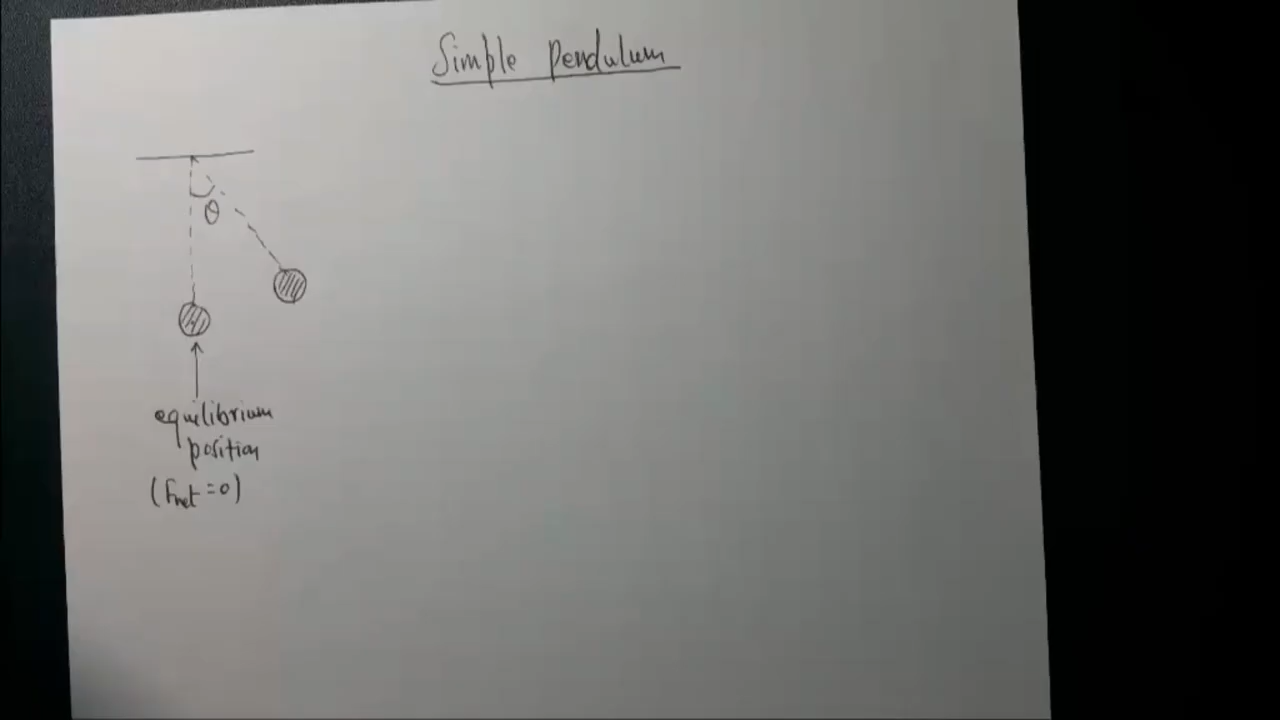 Simple Pendulum
θ
equilibrium
position
(Fnet = 0)